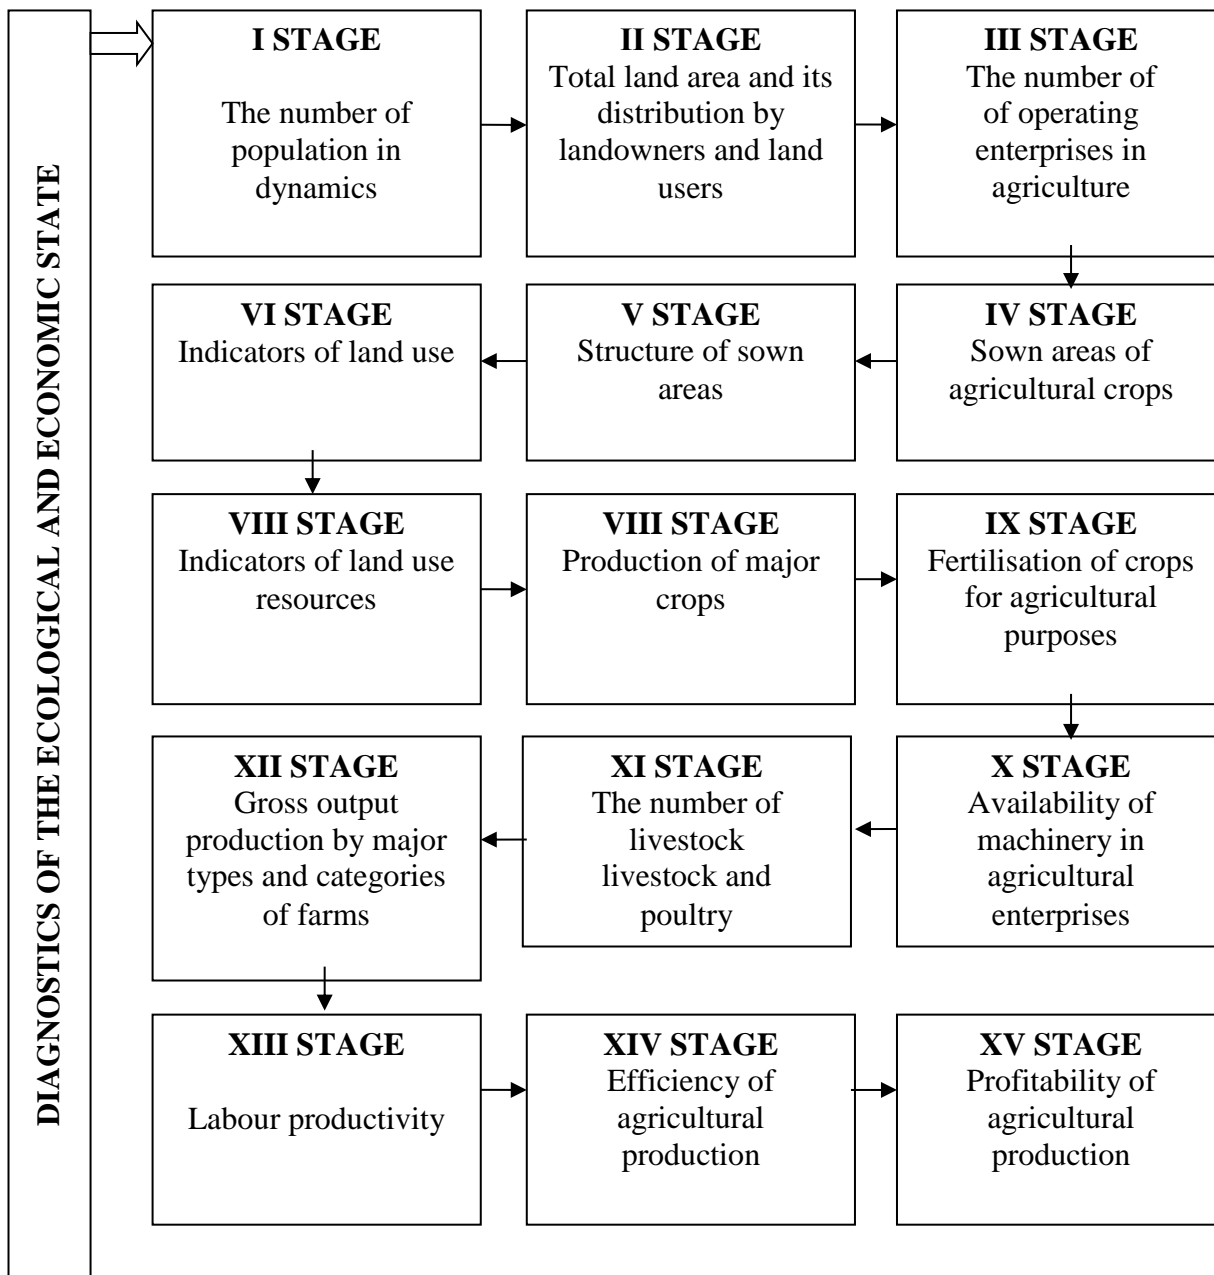 DIAGNOSTICS OF THE ECOLOGICAL AND ECONOMIC STATE
I STAGE
The number of
population in
dynamics
II STAGE
Total land area and its
distribution by
landowners and land
users
III STAGE
The number of
of operating
enterprises in
agriculture
VI STAGE
Indicators of land use
V STAGE
Structure of sown
areas
IV STAGE
Sown areas of
agricultural crops
VIII STAGE
Indicators of land use
resources
VIII STAGE
Production of major
crops
IX STAGE
Fertilisation of crops
for agricultural
purposes
XII STAGE
Gross output
production by major
types and categories
of farms
XI STAGE
The number of
livestock
livestock and
poultry
X STAGE
Availability of
machinery in
agricultural
enterprises
XIII STAGE
Labour productivity
XIV STAGE
Efficiency of
agricultural
production
XV STAGE
Profitability of
agricultural
production